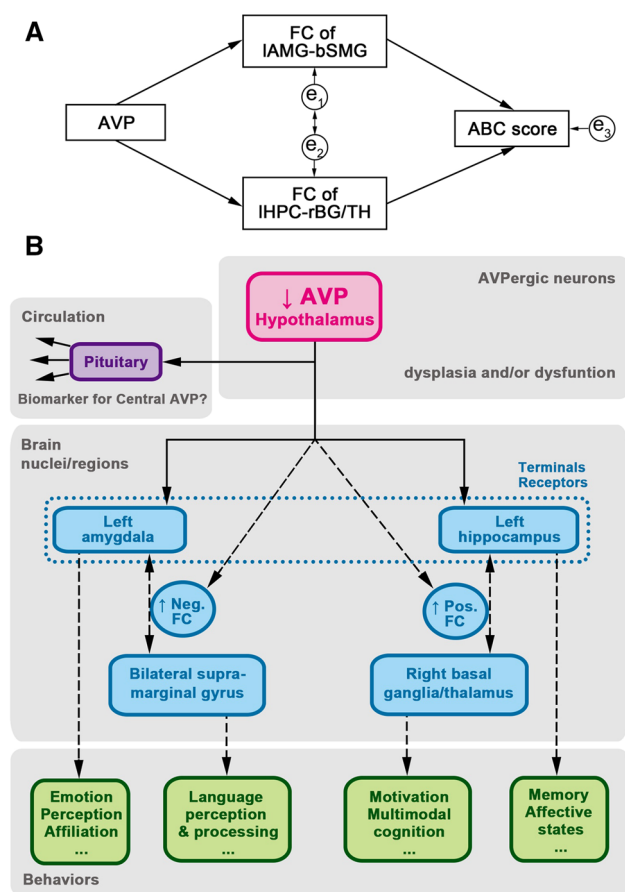 A
FC of
lAMG-bSMG
AVP
e1
e2
ABC score
e3
FC of
lHPC-rBG/TH
B
↓ AVP
Hypothalamus
AVPergic neurons
dysplasia and/or dysfuntion
Circulation
Pituitary
Biomarker for Central AVP?
Brain
nuclei/regions
Terminals
Receptors
Left
amygdala
Left
hippocampus
↑ Neg.
FC
↑ Pos.
FC
Bilateral supra-
marginal gyrus
Right basal
ganglia/thalamus
Emotion
Perception
Affiliation
...
Language
perception
& processing
...
Motivation
Multimodal
cognition
...
Memory
Affective
states
...
Behaviors